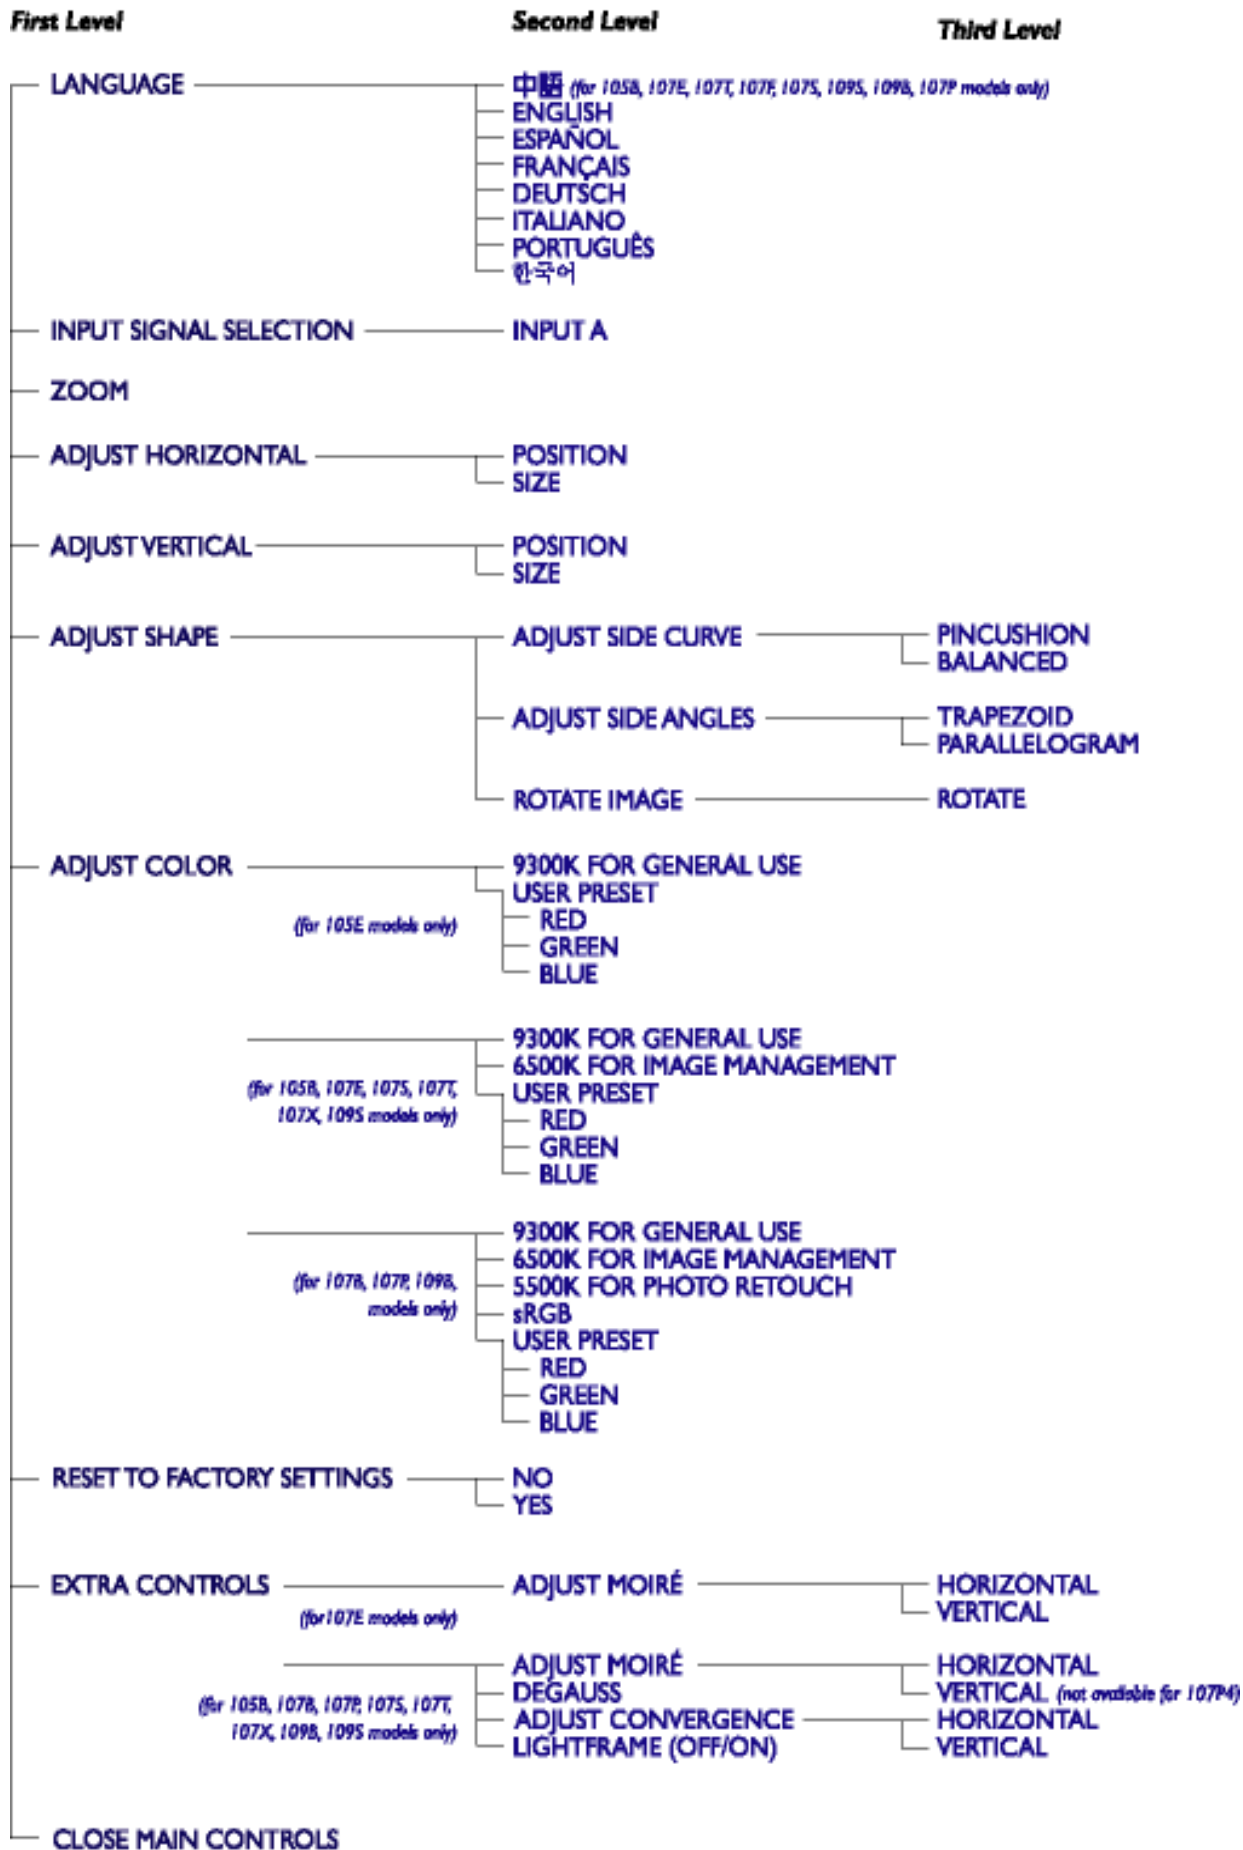 First Level Second Level Third Level
LANGUAGE 中 (for 105B, 107E, 107T, 107F, 107S, 109S, 109B, 107P models only)
ENGLISH
ESPAÑOL
FRANÇAIS
DEUTSCH
ITALIANO
PORTUGUÊS
한국어
INPUT SIGNAL SELECTION INPUT A
ZOOM
ADJUST HORIZONTAL POSITION
SIZE
ADJUST VERTICAL POSITION
SIZE
ADJUST SHAPE ADJUST SIDE CURVE PINCUSHION
BALANCED
ADJUST SIDE ANGLES TRAPEZOID
PARALLELOGRAM
ROTATE IMAGE ROTATE
ADJUST COLOR 9300K FOR GENERAL USE
USER PRESET
(for 105E models only) RED
GREEN
BLUE
9300K FOR GENERAL USE
6500K FOR IMAGE MANAGEMENT
(for 105B, 107E, 107S, 107T, USER PRESET
107X, 109S models only) RED
GREEN
BLUE
9300K FOR GENERAL USE
6500K FOR IMAGE MANAGEMENT
(for 107B, 107P, 109B, 5500K FOR PHOTO RETOUCH
models only) sRGB
USER PRESET
RED
GREEN
BLUE
RESET TO FACTORY SETTINGS NO
YES
EXTRA CONTROLS ADJUST MOIRÉ HORIZONTAL
(for 107E models only) VERTICAL
ADJUST MOIRÉ HORIZONTAL
(for 105B, 107B, 107P, 107S, 107T, DEGAUSS VERTICAL (not available for 107P4)
107X, 109B, 109S models only) ADJUST CONVERGENCE HORIZONTAL
LIGHTFRAME (OFF/ON) VERTICAL
CLOSE MAIN CONTROLS